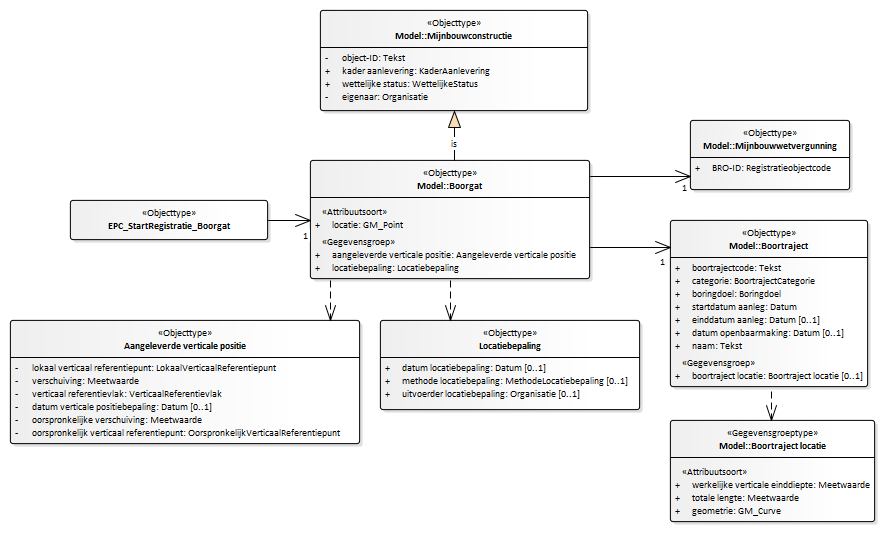 «Objecttype»
Model::Mijnbouwconstructie
- object-ID: Tekst
+ kader aanlevering: KaderAanlevering
+ wettelijke status: WettelijkeStatus
- eigenaar: Organisatie
is
«Objecttype»
Model::Mijnbouwwetvergunning
+ BRO-ID: Registratieobjectcode
1
«Objecttype»
Model::Boorgat
«Attribuutsoort»
+ locatie: GM_Point
«Gegevensgroep»
+ aangeleverde verticale positie: Aangeleverde verticale positie
+ locatiebepaling: Locatiebepaling
«Objecttype»
EPC_StartRegistratie_Boorgat
1
«Objecttype»
Model::Boortraject
+ boortrajectcode: Tekst
+ categorie: BoortrajectCategorie
+ boringdoel: Boringdoel
+ startdatum aanleg: Datum
+ einddatum aanleg: Datum [0..1]
+ datum openbaarmaking: Datum [0..1]
+ naam: Tekst
«Gegevensgroep»
+ boortraject locatie: Boortraject locatie [0..1]
1
«Objecttype»
Aangeleverde verticale positie
- lokaal verticaal referentiepunt: LokaalVerticaalReferentiepunt
- verschuiving: Meetwaarde
- verticaal referentievlak: VerticaalReferentievlak
- datum verticale positiebepaling: Datum [0..1]
- oorspronkelijke verschuiving: Meetwaarde
- oorspronkelijk verticaal referentiepunt: OorspronkelijkVerticaalReferentiepunt
«Objecttype»
Locatiebepaling
+ datum locatiebepaling: Datum [0..1]
+ methode locatiebepaling: MethodeLocatiebepaling [0..1]
+ uitvoerder locatiebepaling: Organisatie [0..1]
«Gegevensgroeptype»
Model::Boortraject locatie
«Attribuutsoort»
+ werkelijke verticale einddiepte: Meetwaarde
+ totale lengte: Meetwaarde
+ geometrie: GM_Curve